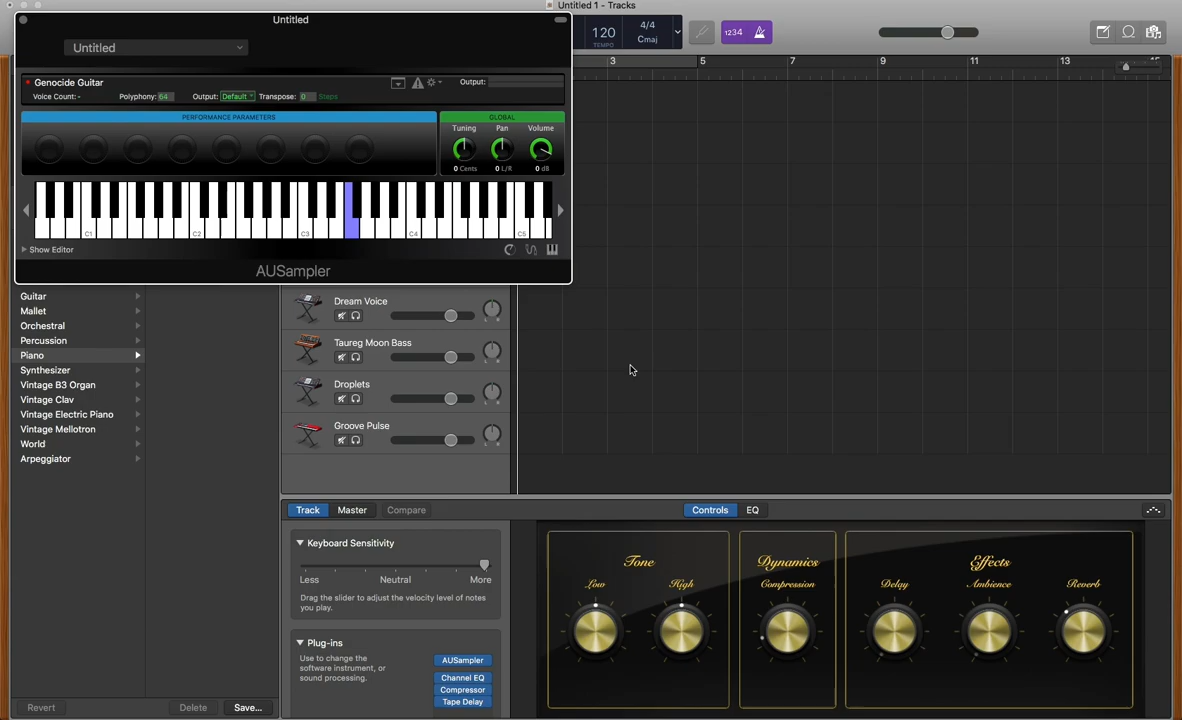 Untitled 1 - Tracks
Untitled
Untitled
120
TEMPO
4/4
Cmaj
1234
3
5
7
9
11
13
15
Genocide Guitar
Output:
Voice Count: -
Polyphony: 64
Output: Default
Transpose: 0 Steps
PERFORMANCE PARAMETERS
GLOBAL
Tuning
Pan
Volume
0 Cents
0 L/R
0 dB
C1
C2
C3
C4
C5
Show Editor
AUSampler
Guitar
Mallet
Orchestral
Percussion
Piano
Synthesizer
Vintage B3 Organ
Vintage Clav
Vintage Electric Piano
Vintage Mellotron
World
Arpeggiator
Dream Voice
L R
Taureg Moon Bass
L R
Droplets
L R
Groove Pulse
L R
Track
Master
Compare
Controls
EQ
Keyboard Sensitivity
Less
Neutral
More
Drag the slider to adjust the velocity level of notes
you play.
Plug-ins
Use to change the
software instrument, or
sound processing.
AUSampler
Channel EQ
Compressor
Tape Delay
Tone
Low
High
Dynamics
Compression
Effects
Delay
Ambience
Reverb
Revert
Delete
Save...